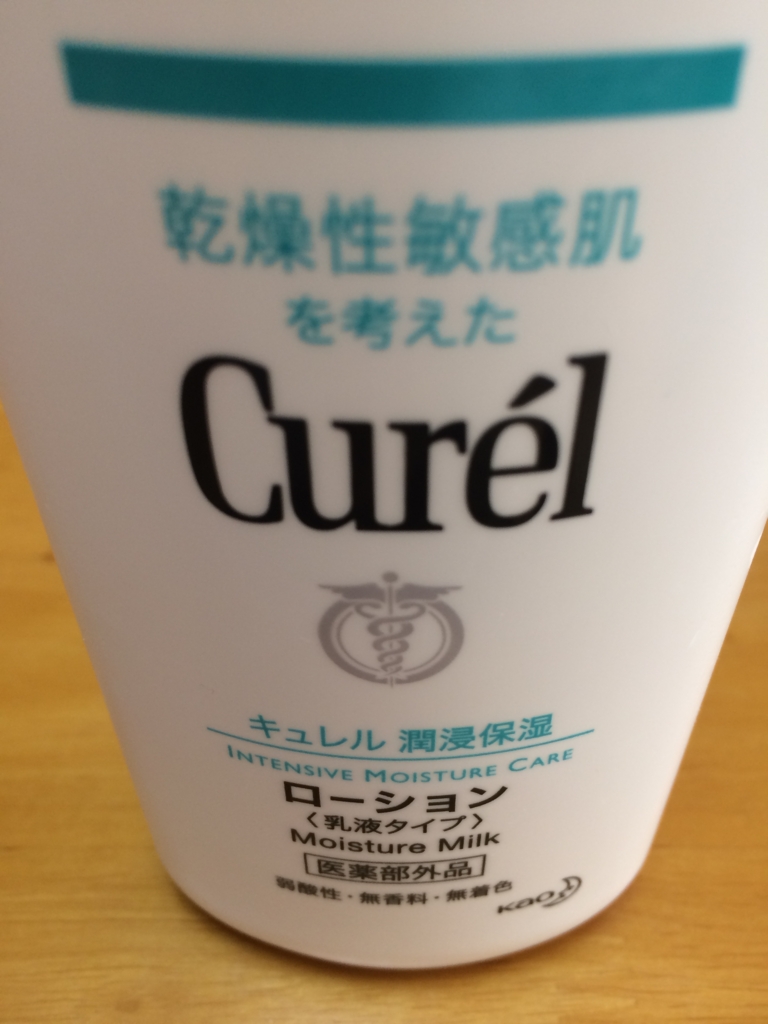 乾燥性敏感肌
を考えた
Curél
キュレル 潤浸保湿
INTENSIVE MOISTURE CARE
ローション
〈乳液タイプ〉
Moisture Milk
医薬部外品
弱酸性・無香料・無着色
Kao